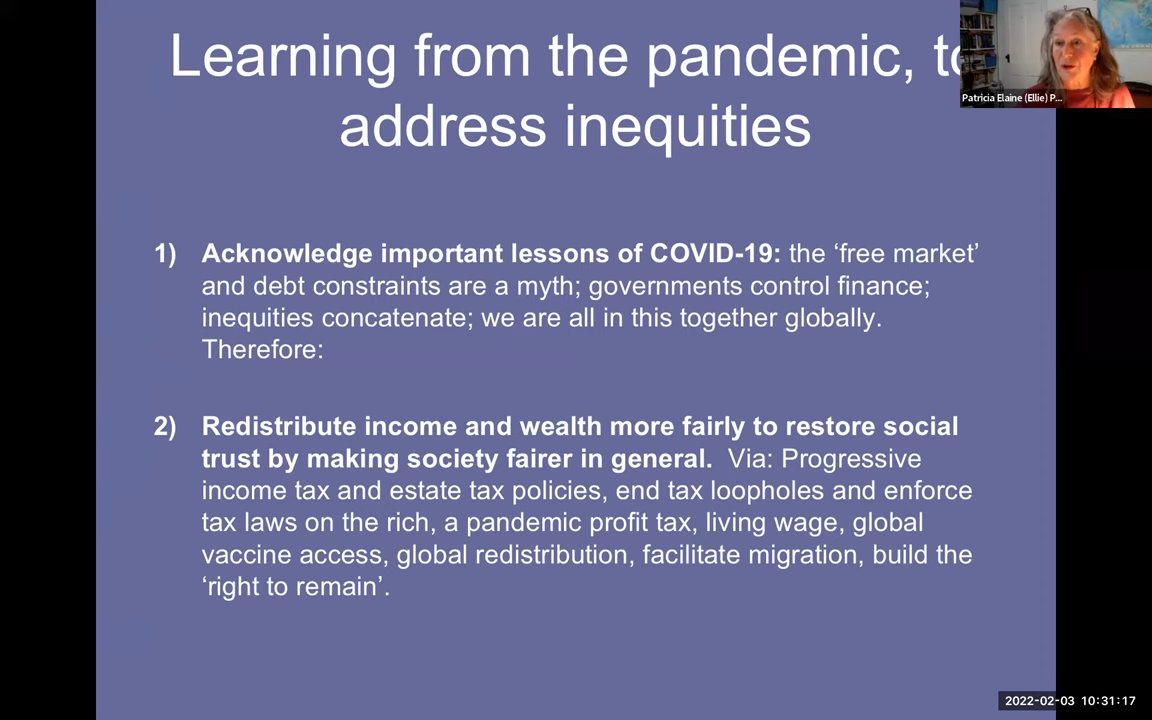 Learning from the pandemic, to
address inequities
Patricia Elaine (Ellie) P...
1) Acknowledge important lessons of COVID-19: the ‘free market’
and debt constraints are a myth; governments control finance;
inequities concatenate; we are all in this together globally.
Therefore:
2) Redistribute income and wealth more fairly to restore social
trust by making society fairer in general. Via: Progressive
income tax and estate tax policies, end tax loopholes and enforce
tax laws on the rich, a pandemic profit tax, living wage, global
vaccine access, global redistribution, facilitate migration, build the
‘right to remain’.
2022-02-03 10:31:17